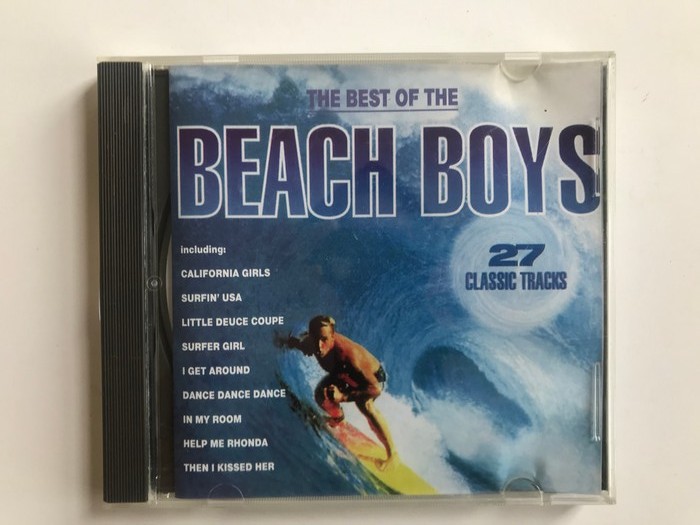 THE BEST OF THE
BEACH BOYS
27
CLASSIC TRACKS
including:
CALIFORNIA GIRLS
SURFIN' USA
LITTLE DEUCE COUPE
SURFER GIRL
I GET AROUND
DANCE DANCE DANCE
IN MY ROOM
HELP ME RHONDA
THEN I KISSED HER